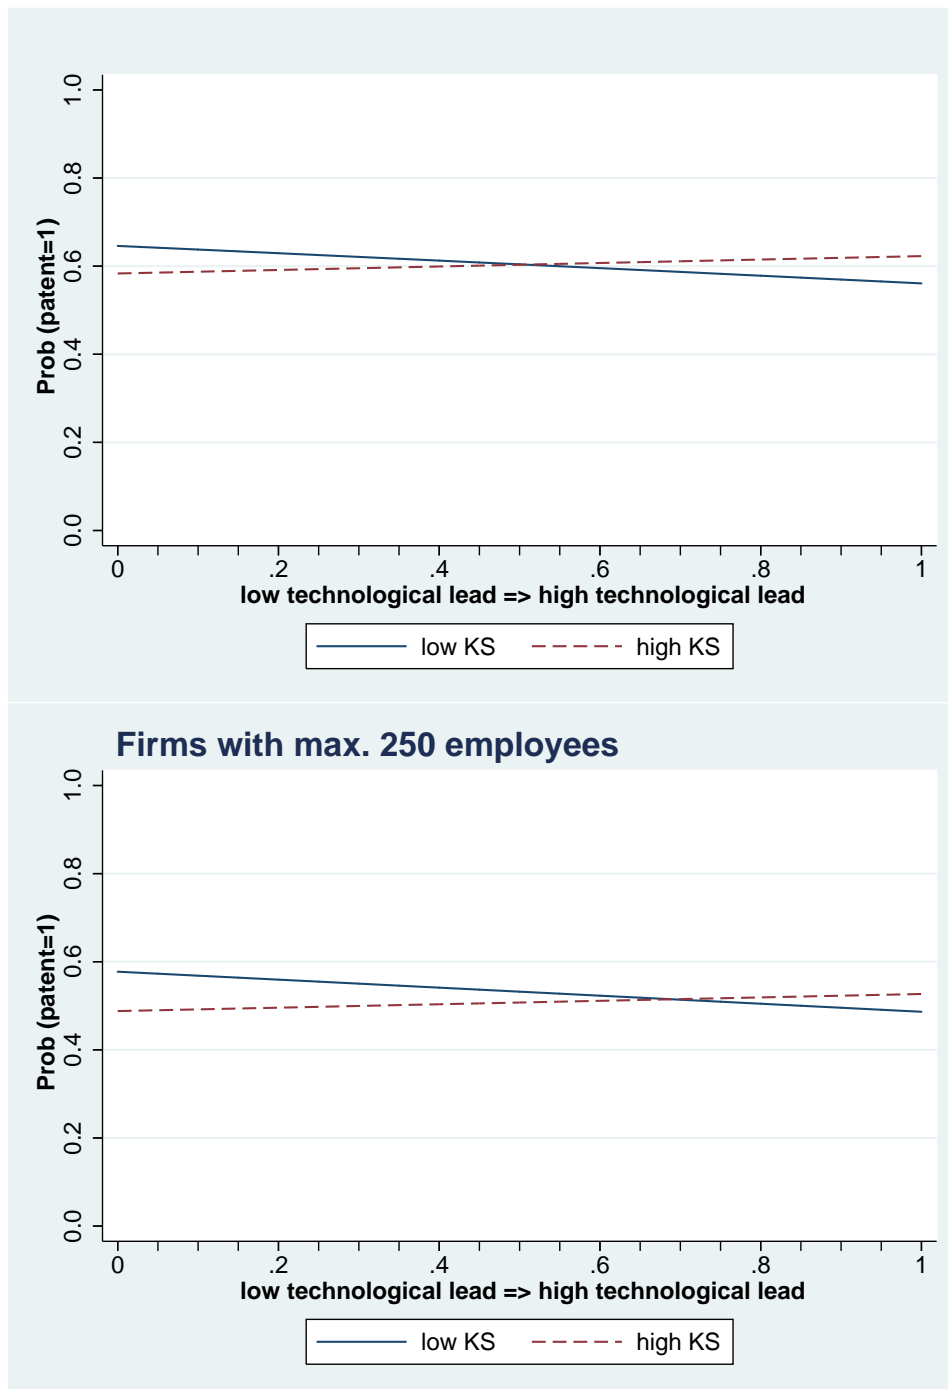 1.0
0.8
0.6
0.4
0.2
0.0
Prob (patent=1)
0 .2 .4 .6 .8 1
low technological lead => high technological lead
low KS high KS
Firms with max. 250 employees
1.0
0.8
0.6
0.4
0.2
0.0
Prob (patent=1)
0 .2 .4 .6 .8 1
low technological lead => high technological lead
low KS high KS